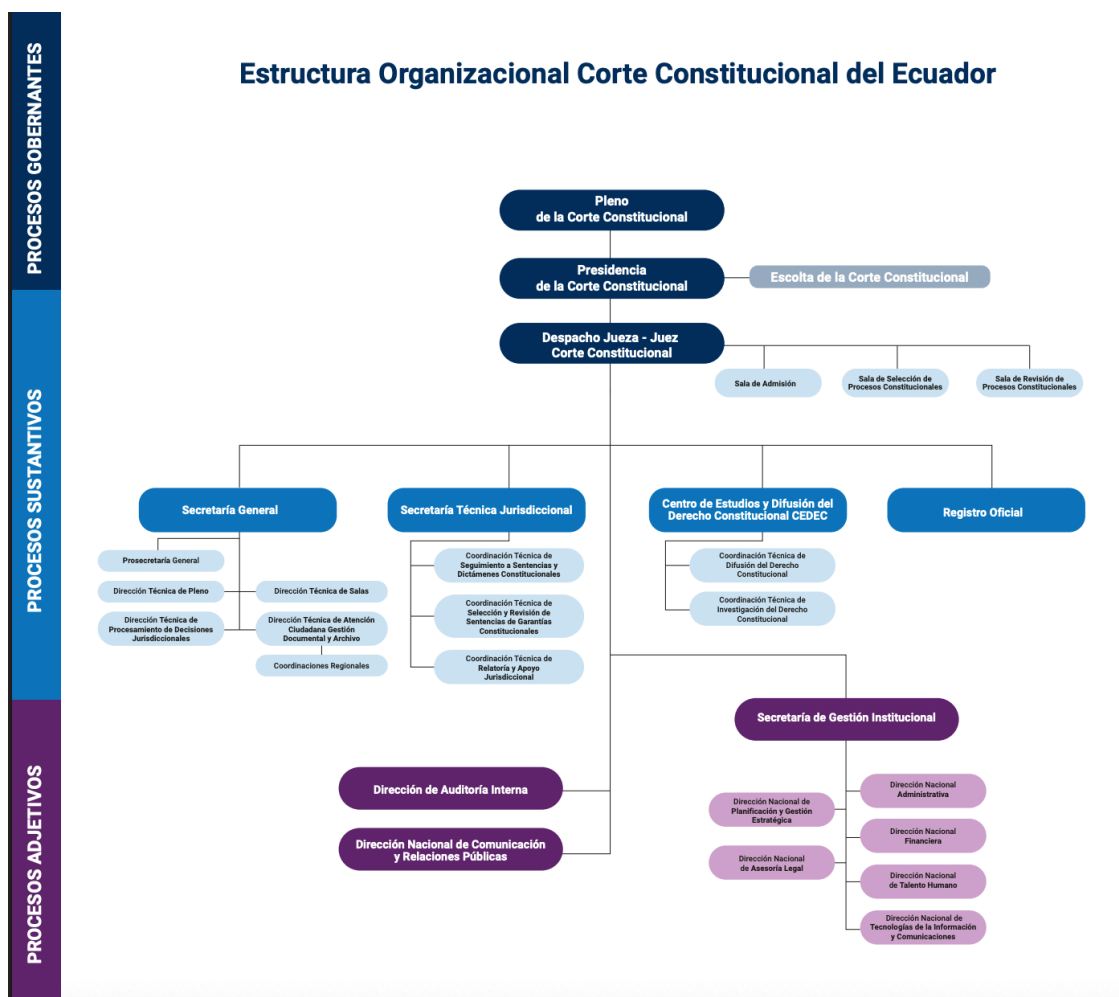 Estructura Organizacional Corte Constitucional del Ecuador
PROCESOS GOBERNANTES
Pleno
de la Corte Constitucional
Presidencia
de la Corte Constitucional
Escolta de la Corte Constitucional
Despacho Jueza - Juez
Corte Constitucional
Sala de Admisión
Sala de Selección de
Procesos Constitucionales
Sala de Revisión de
Procesos Constitucionales
PROCESOS SUSTANTIVOS
Secretaría General
Prosecretaría General
Dirección Técnica de Pleno
Dirección Técnica de Salas
Dirección Técnica de
Procesamiento de Decisiones
Jurisdiccionales
Dirección Técnica de Atención
Ciudadana Gestión
Documental y Archivo
Coordinaciones Regionales
Secretaría Técnica Jurisdiccional
Coordinación Técnica de
Seguimiento a Sentencias y
Dictámenes Constitucionales
Coordinación Técnica de
Selección y Revisión de
Sentencias de Garantías
Constitucionales
Coordinación Técnica de
Relatoría y Apoyo
Jurisdiccional
Centro de Estudios y Difusión del
Derecho Constitucional CEDEC
Coordinación Técnica de
Difusión del Derecho
Constitucional
Coordinación Técnica de
Investigación del Derecho
Constitucional
Registro Oficial
PROCESOS ADJETIVOS
Secretaría de Gestión Institucional
Dirección de Auditoría Interna
Dirección Nacional de Comunicación
y Relaciones Públicas
Dirección Nacional de
Planificación y Gestión
Estratégica
Dirección Nacional
de Asesoría Legal
Dirección Nacional
Administrativa
Dirección Nacional
Financiera
Dirección Nacional
de Talento Humano
Dirección Nacional de
Tecnologías de la Información
y Comunicaciones